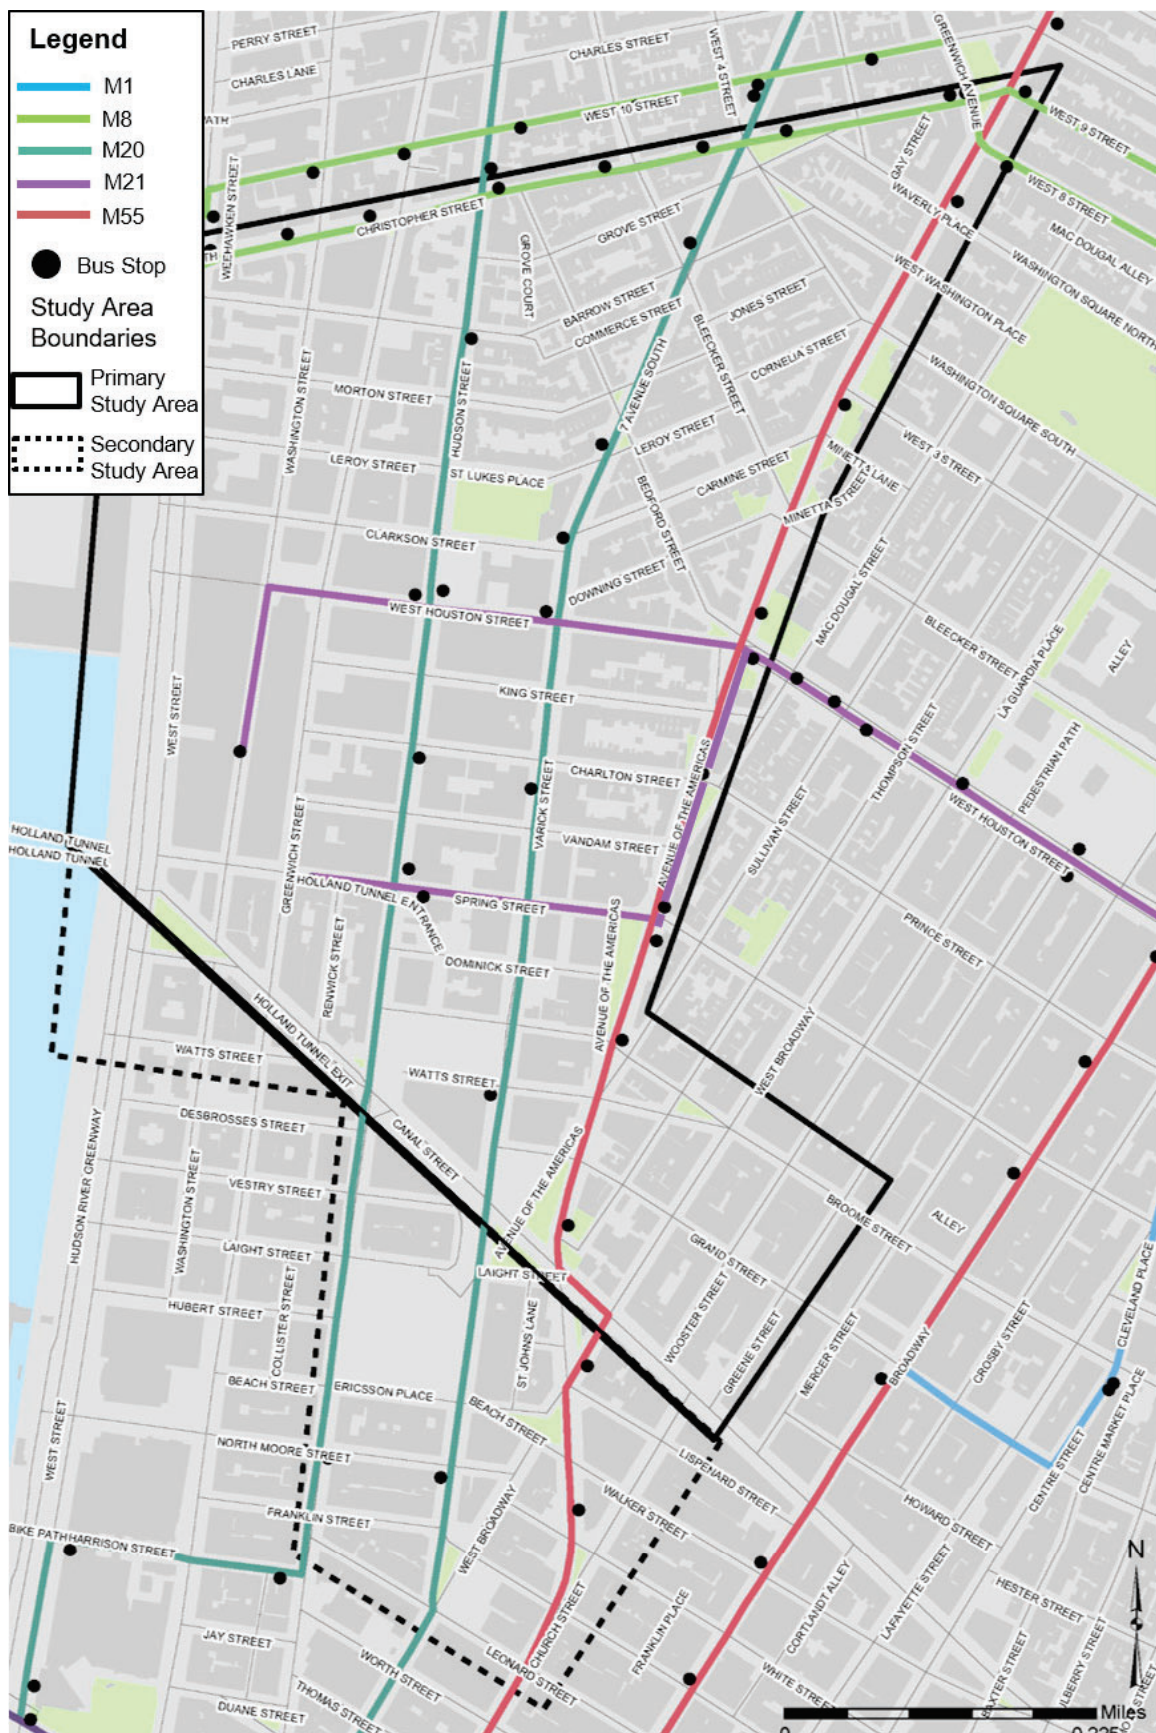 Legend
M1
M8
M20
M21
M55
Bus Stop
Study Area
Boundaries
Primary
Study Area
Secondary
Study Area
PERRY STREET
CHARLES LANE
PATH
CHARLES STREET
WEST 4 STREET
GREENWICH AVENUE
WEST 10 STREET
WEEHAWKEN STREET
TH
CHRISTOPHER STREET
GAY STREET
WEST 9 STREET
WEST 8 STREET
WAVERLY PLACE
MAC DOUGAL ALLEY
WASHINGTON SQUARE NORTH
GROVE STREET
GROVE COURT
WEST WASHINGTON PLACE
BARROW STREET
COMMERCE STREET
JONES STREET
BLEECKER STREET
CORNELIA STREET
WASHINGTON SQUARE SOUTH
WASHINGTON STREET
MORTON STREET
HUDSON STREET
7 AVENUE SOUTH
LEROY STREET
LEROY STREET
ST LUKES PLACE
CARMINE STREET
BEDFORD STREET
WEST 3 STREET
MINETTA LANE
MINETTA STREET
CLARKSON STREET
DOWNING STREET
MAC DOUGAL STREET
WEST HOUSTON STREET
BLEECKER STREET
LA GUARDIA PLACE
ALLEY
KING STREET
WEST STREET
THOMPSON STREET
PEDESTRIAN PATH
CHARLTON STREET
AVENUE OF THE AMERICAS
VARICK STREET
WEST HOUSTON STREET
SULLIVAN STREET
VANDAM STREET
HOLLAND TUNNEL
HOLLAND TUNNEL
GREENWICH STREET
HOLLAND TUNNEL ENTRANCE
SPRING STREET
PRINCE STREET
AVENUE OF THE AMERICAS
RENWICK STREET
DOMINICK STREET
HOLLAND TUNNEL EXIT
WEST BROADWAY
WATTS STREET
WATTS STREET
DESBROSSES STREET
CANAL STREET
HUDSON RIVER GREENWAY
WASHINGTON STREET
VESTRY STREET
AVENUE OF THE AMERICAS
BROOME STREET
ALLEY
LAIGHT STREET
GRAND STREET
LAIGHT STREET
CLEVELAND PLACE
HUBERT STREET
COLLISTER STREET
ST JOHNS LANE
WOOSTER STREET
GREENE STREET
MERCER STREET
BROADWAY
CROSBY STREET
BEACH STREET
ERICSSON PLACE
BEACH STREET
CENTRE MARKET PLACE
CENTRE STREET
WEST STREET
NORTH MOORE STREET
LISPENARD STREET
WALKER STREET
HOWARD STREET
FRANKLIN STREET
WEST BROADWAY
BIKE PATH
HARRISON STREET
LAFAYETTE STREET
HESTER STREET
N
CORTLANDT ALLEY
FRANKLIN PLACE
CHURCH STREET
JAY STREET
WORTH STREET
LEONARD STREET
WHITE STREET
BAXTER STREET
ULBERRY STREET
THOMAS STREET
DUANE STREET
Miles